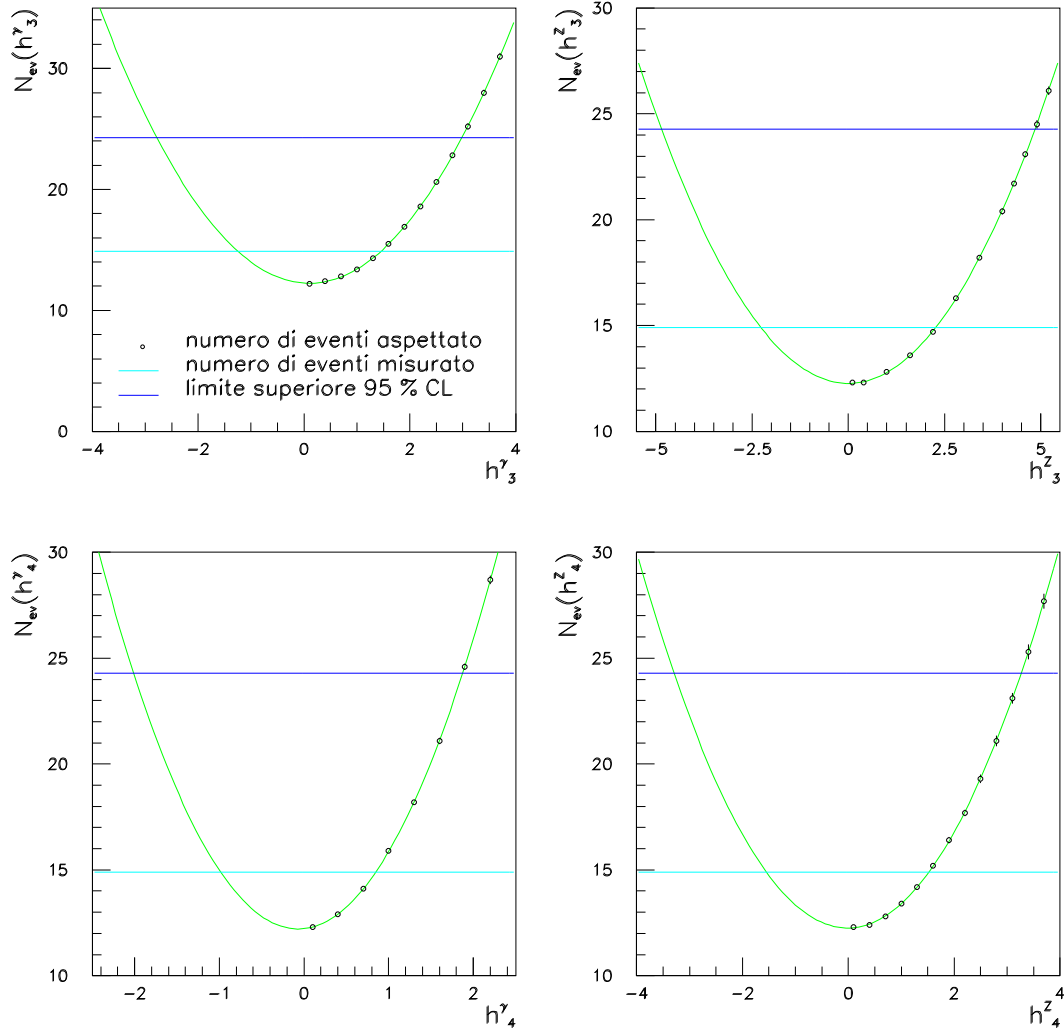 N_ev(h^γ_3)
30
20
10
0
numero di eventi aspettato
numero di eventi misurato
limite superiore 95 % CL
−4 −2 0 2 4
h^γ_3
N_ev(h^Z_3)
30
25
20
15
10
−5 −2.5 0 2.5 5
h^Z_3
N_ev(h^γ_4)
30
25
20
15
10
−2 −1 0 1 2
h^γ_4
N_ev(h^Z_4)
30
25
20
15
10
−4 −2 0 2 4
h^Z_4